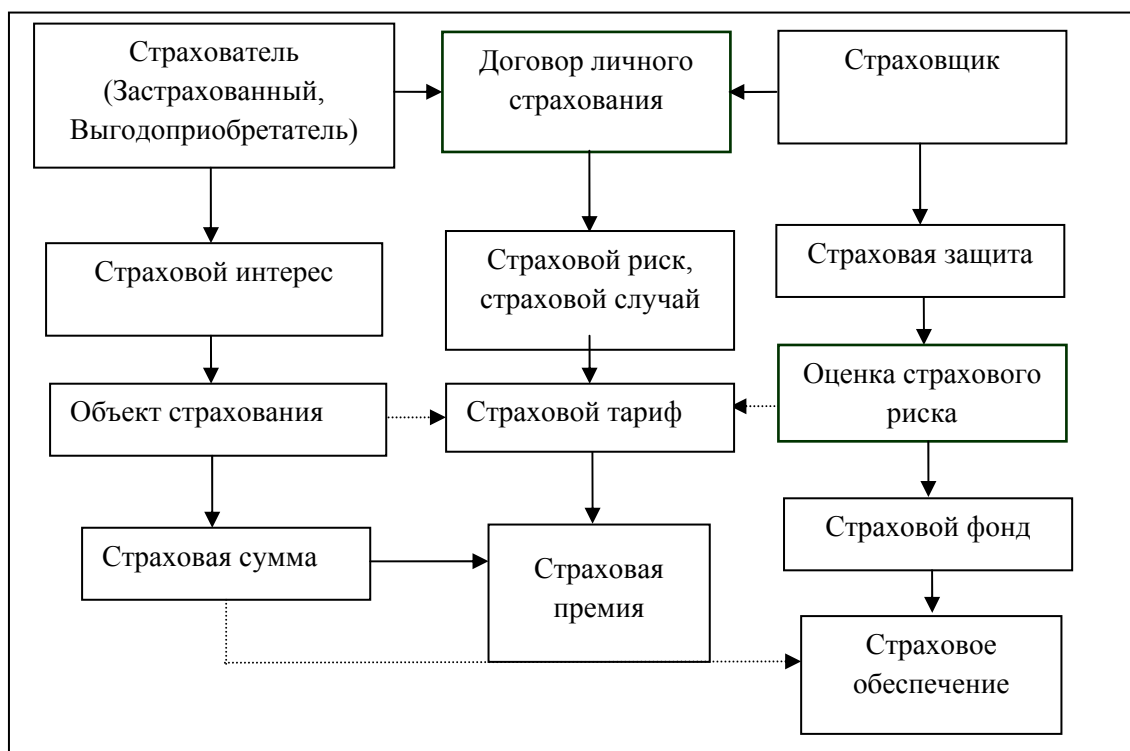 Страхователь
(Застрахованный,
Выгодоприобретатель)
Договор личного
страхования
Страховщик
Страховой интерес
Страховой риск,
страховой случай
Страховая защита
Объект страхования
Страховой тариф
Оценка страхового
риска
Страховая сумма
Страховая
премия
Страховой фонд
Страховое
обеспечение